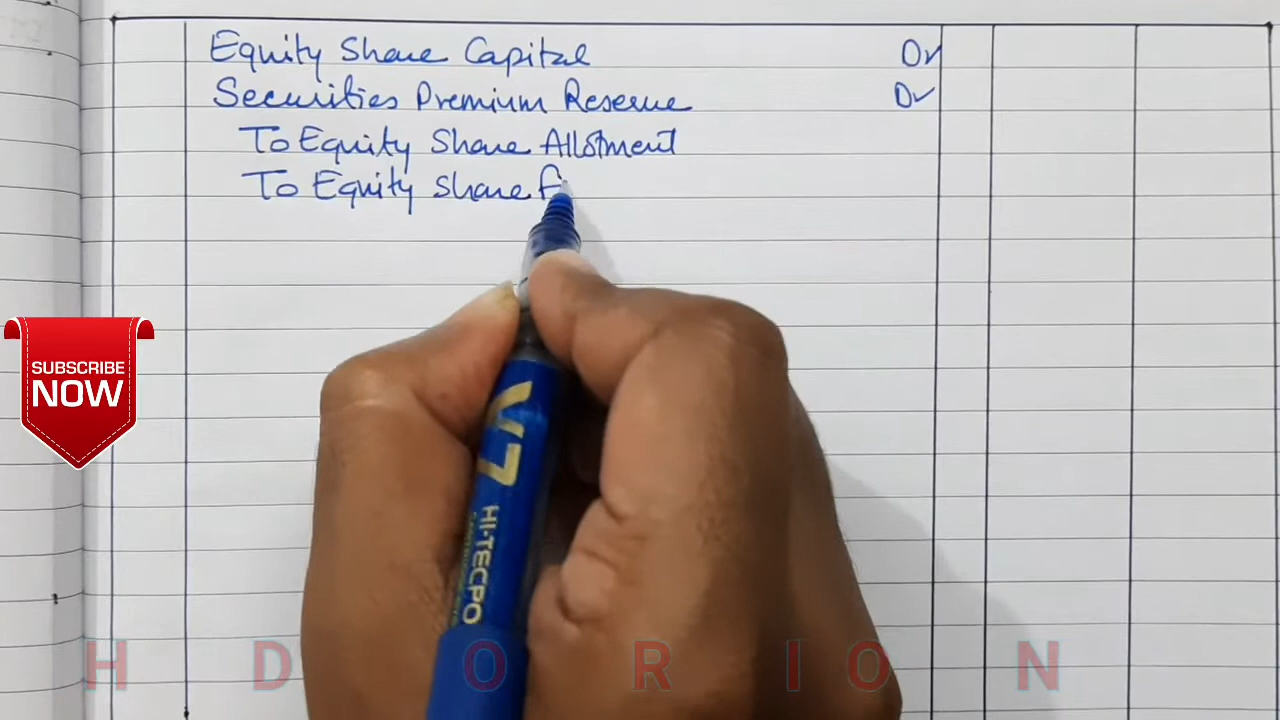 Equity Share Capital Dr
Securities Premium Reserve Dr
To Equity Share Allotment
To Equity Share
SUBSCRIBE
NOW
V7
HI-TECPO
H D O R I O N